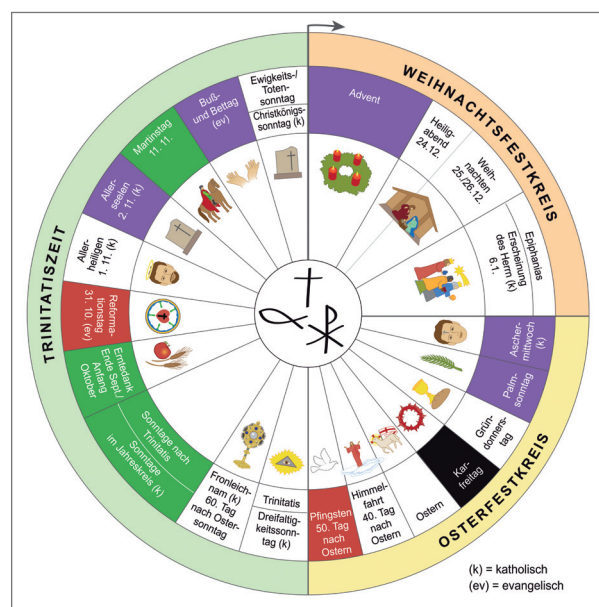 WEIHNACHTSFESTKREIS
Advent
Heilig-
abend
24.12.
Weih-
nachten
25./26.12.
Epiphanias
Erscheinung
des Herrn (k)
6.1.
OSTERFESTKREIS
Ascher-
mittwoch
(k)
Palm-
sonntag
Grün-
donners-
tag
Kar-
freitag
Ostern
Himmel-
fahrt
40. Tag
nach
Ostern
Pfingsten
50. Tag
nach
Ostern
TRINITATISZEIT
Trinitatis
Dreifaltig-
keitssonn-
tag (k)
Fronleich-
nam (k)
60. Tag
nach Oster-
sonntag
Sonntage nach
Trinitatis
Sonntage
im Jahreskreis (k)
Erntedank
Ende Sept./
Anfang
Oktober
Reforma-
tionstag
31. 10. (ev)
Aller-
heiligen
1. 11. (k)
Aller-
seelen
2. 11. (k)
Martinstag
11. 11.
Buß-
und Bettag
(ev)
Ewigkeits-/
Toten-
sonntag
Christkönigs-
sonntag (k)
(k) = katholisch
(ev) = evangelisch